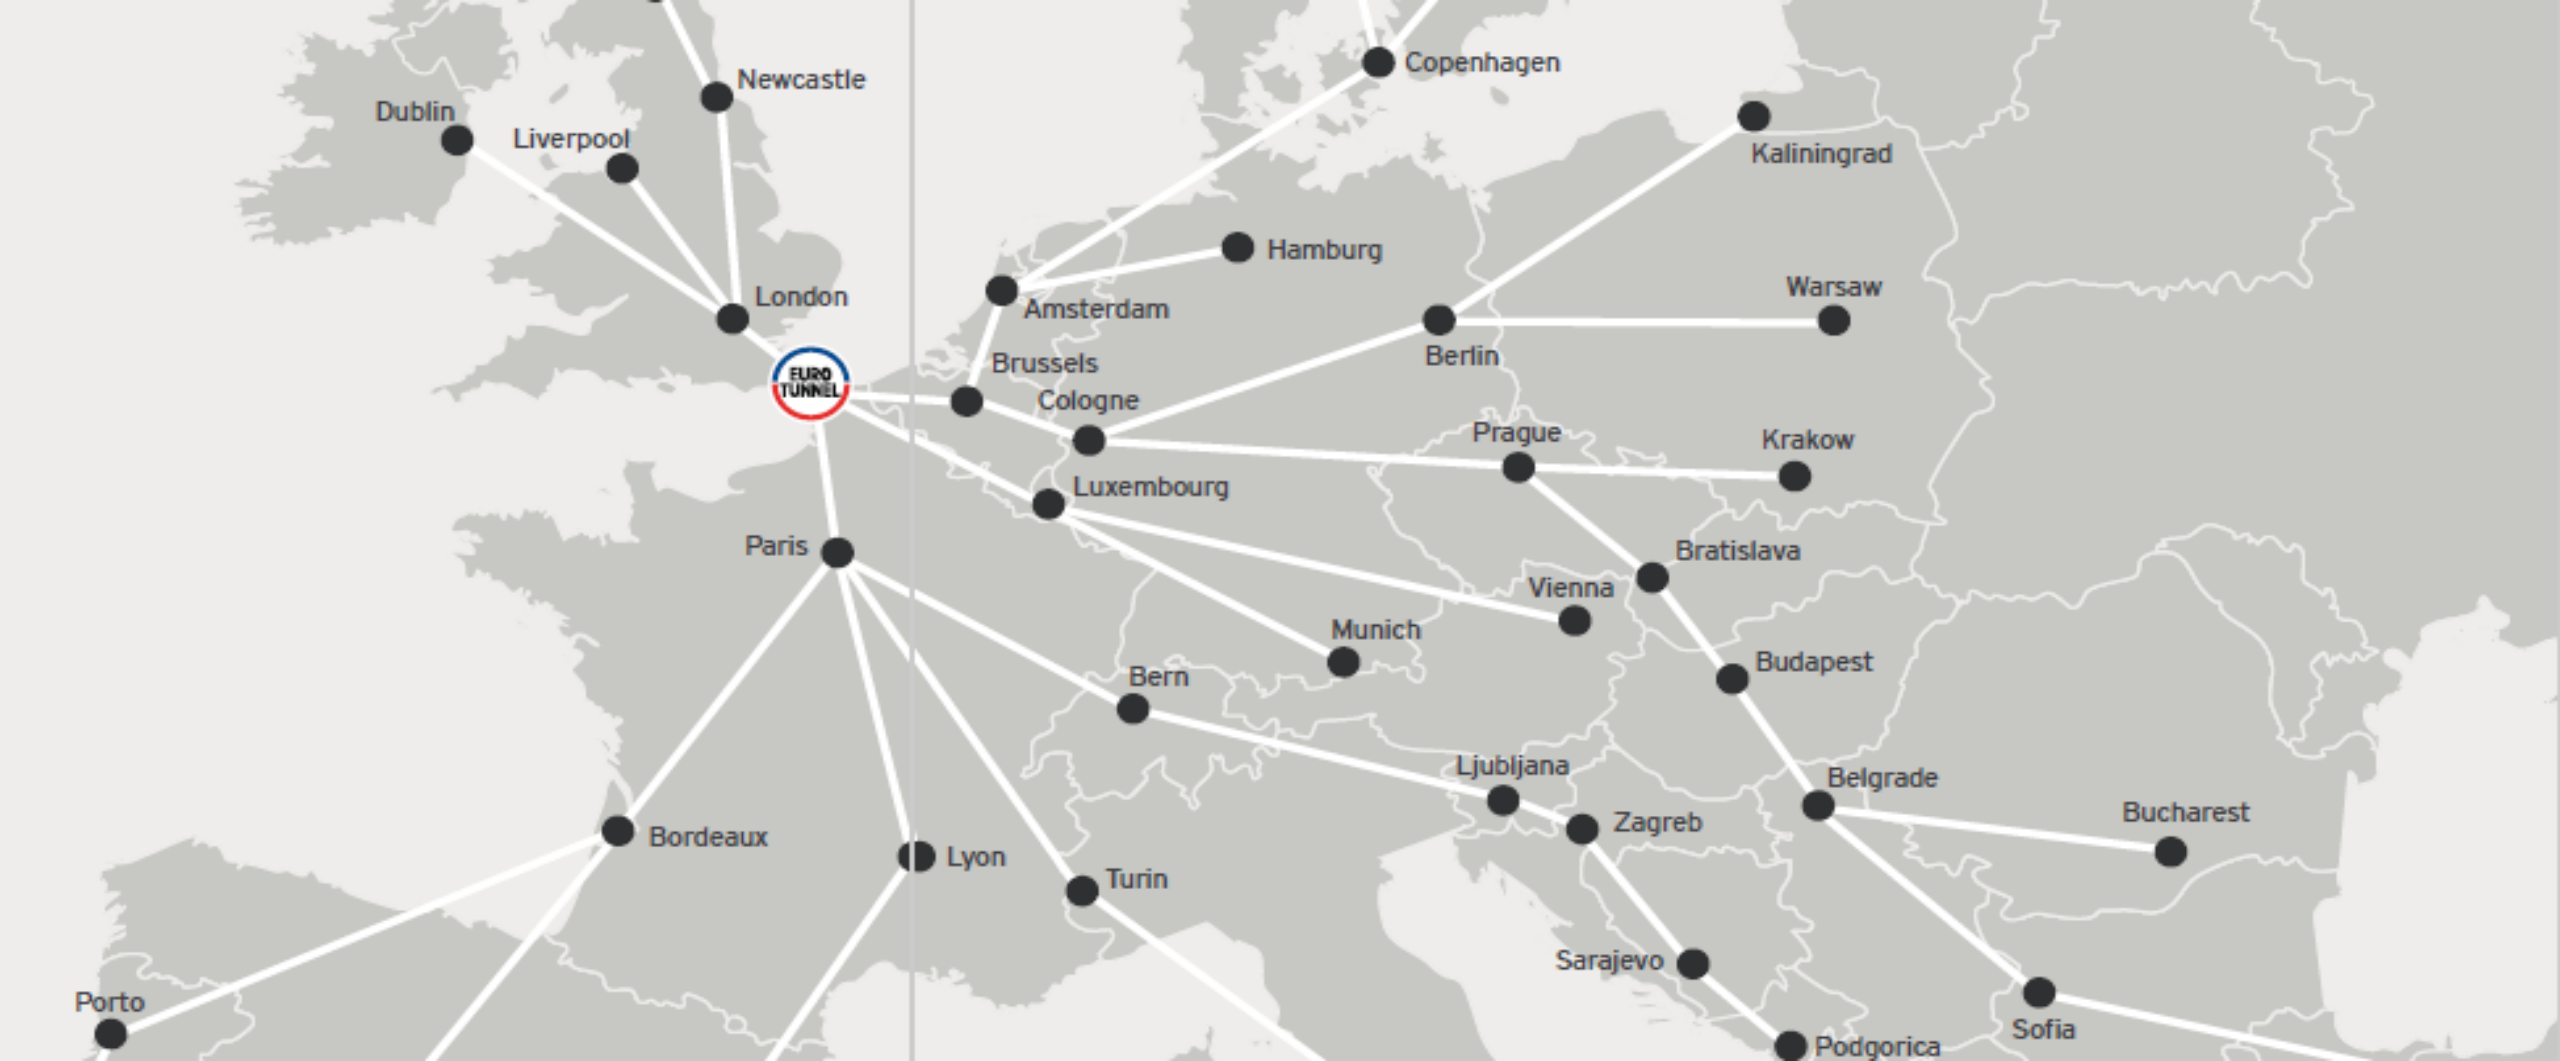 Copenhagen
Newcastle
Dublin
Liverpool
Kaliningrad
Hamburg
Warsaw
London
Amsterdam
Berlin
Brussels
EURO
TUNNEL
Cologne
Prague
Krakow
Luxembourg
Paris
Bratislava
Vienna
Munich
Budapest
Bern
Ljubljana
Belgrade
Bucharest
Zagreb
Bordeaux
Lyon
Turin
Sarajevo
Porto
Sofia
Podgorica